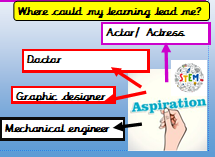 Where could my learning lead me?
Actor/ Actress
Doctor
STEM
Graphic designer
Aspiration
Mechanical engineer